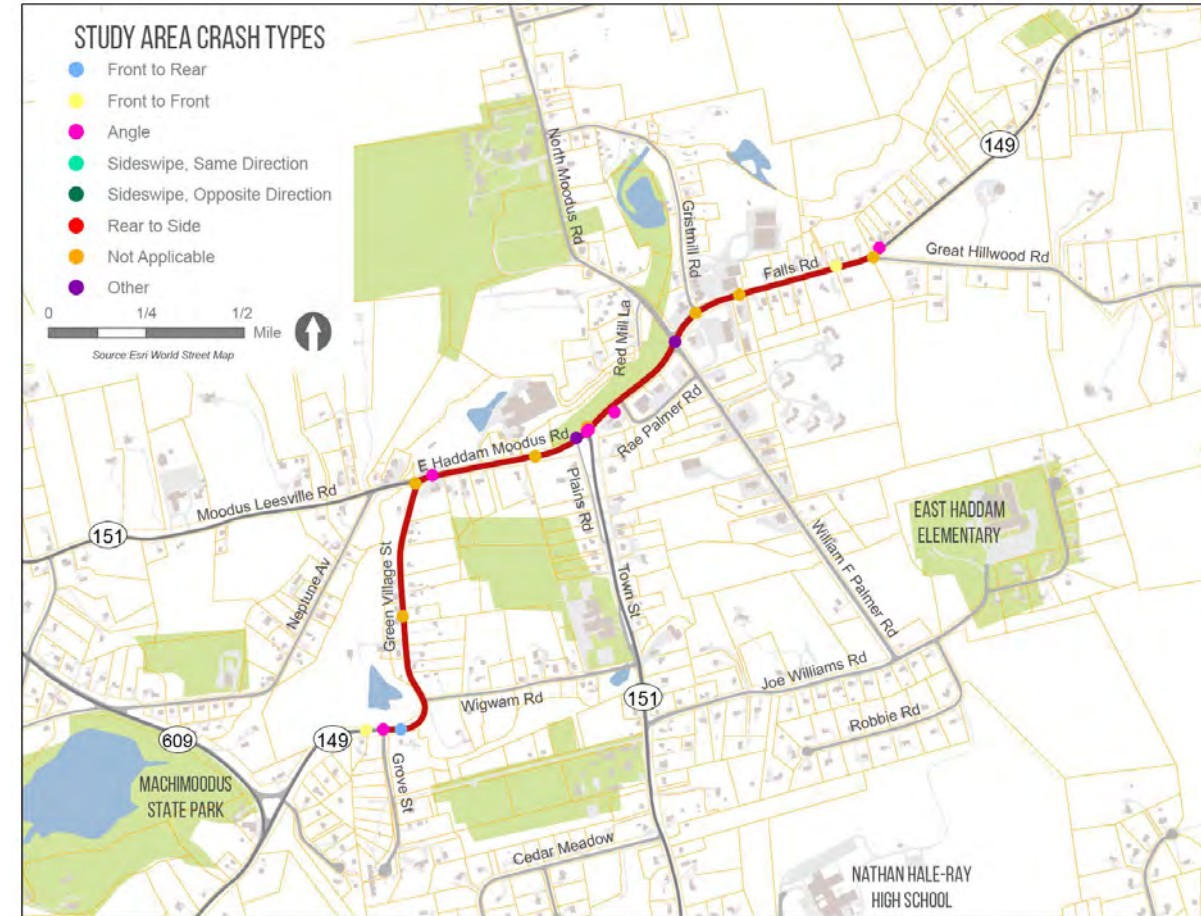 STUDY AREA CRASH TYPES
Front to Rear
Front to Front
Angle
Sideswipe, Same Direction
Sideswipe, Opposite Direction
Rear to Side
Not Applicable
Other
0 1/4 1/2
Mile
Source:Esri World Street Map
149
North Moodus Rd
Gristmill Rd
Great Hillwood Rd
Falls Rd
Red Mill La
Rae Palmer Rd
E Haddam Moodus Rd
Moodus Leesville Rd
151
Plains Rd
EAST HADDAM
ELEMENTARY
William F Palmer Rd
Neptune Av
Green Village St
Town St
Joe Williams Rd
Wigwam Rd
151
Robbie Rd
609
149
MACHIMOODUS
STATE PARK
Grove St
Cedar Meadow
NATHAN HALE-RAY
HIGH SCHOOL